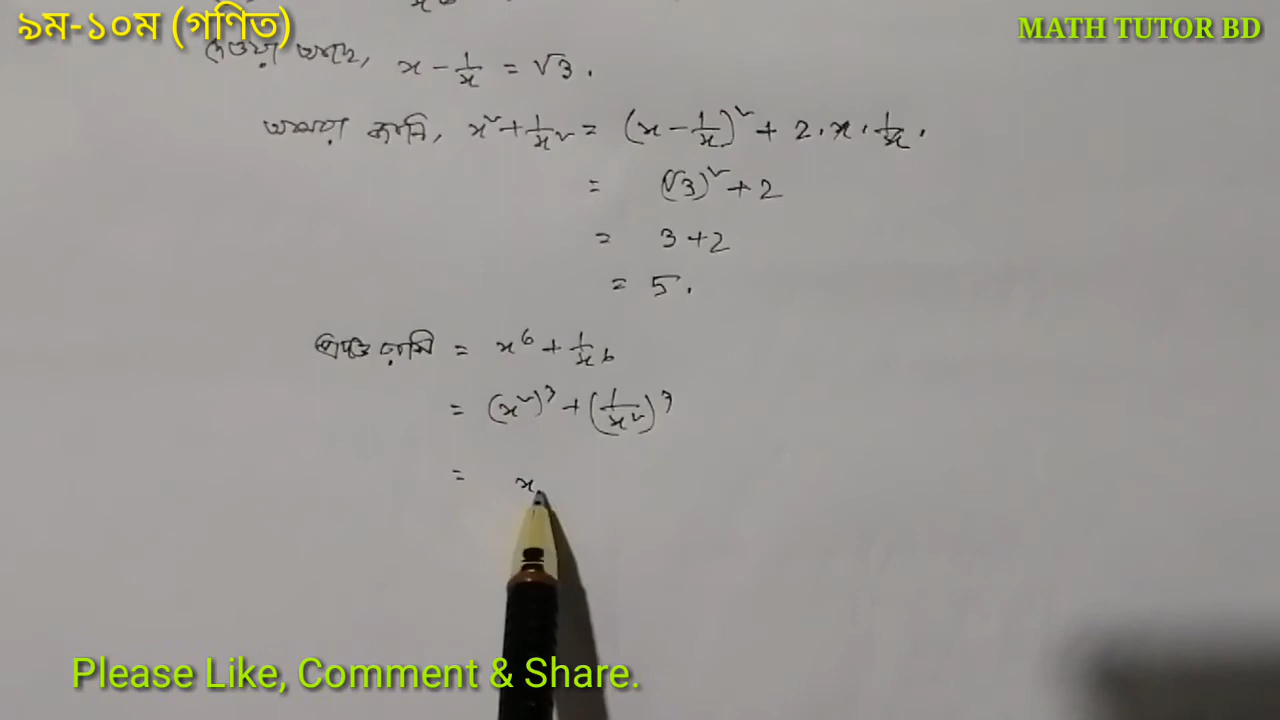 ৯ম-১০ম (গণিত)
MATH TUTOR BD
দেওয়া আছে, x - 1/x = √3 .
আমরা জানি, x² + 1/x² = (x - 1/x)² + 2 . x . 1/x .
= (√3)² + 2
= 3 + 2
= 5 .
প্রদত্ত রাশি = x⁶ + 1/x⁶
= (x²)³ + (1/x²)³
= x
Please Like, Comment & Share.